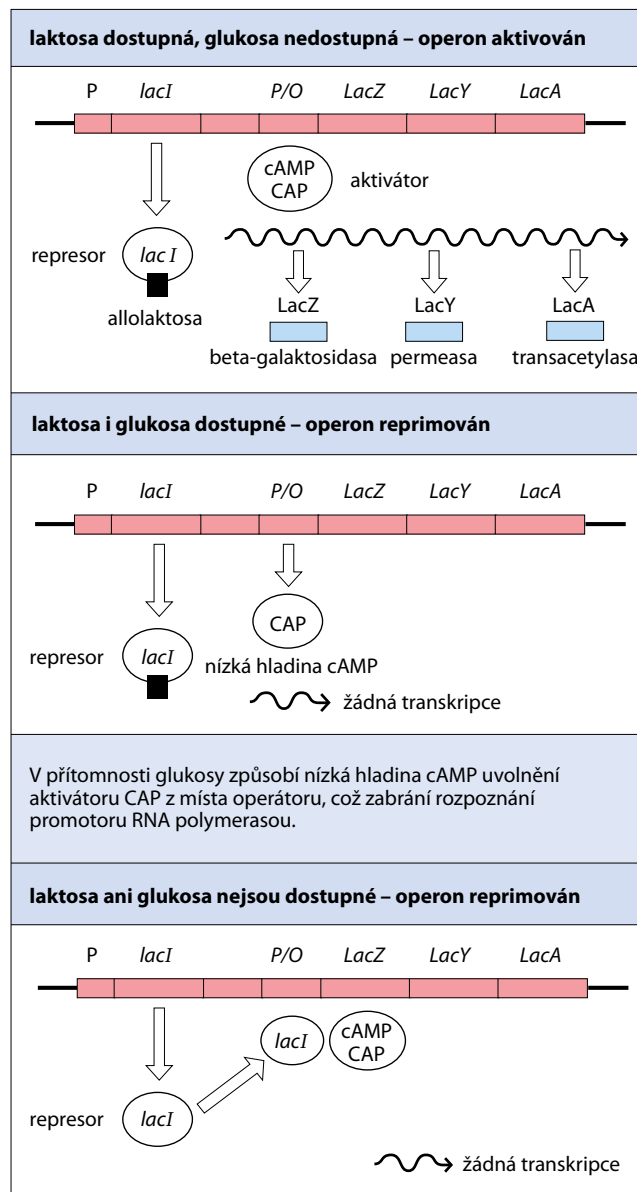 laktosa dostupná, glukosa nedostupná – operon aktivován
P lacI P/O LacZ LacY LacA
cAMP
CAP
aktivátor
represor
lac I
allolaktosa
LacZ LacY LacA
beta-galaktosidasa permeasa transacetylasa
laktosa i glukosa dostupné – operon reprimován
P lacI P/O LacZ LacY LacA
CAP
represor
lacI
nízká hladina cAMP
žádná transkripce
V přítomnosti glukosy způsobí nízká hladina cAMP uvolnění
aktivátoru CAP z místa operátoru, což zabrání rozpoznání
promotoru RNA polymerasou.
laktosa ani glukosa nejsou dostupné – operon reprimován
P lacI P/O LacZ LacY LacA
lacI
cAMP
CAP
represor
lacI
žádná transkripce